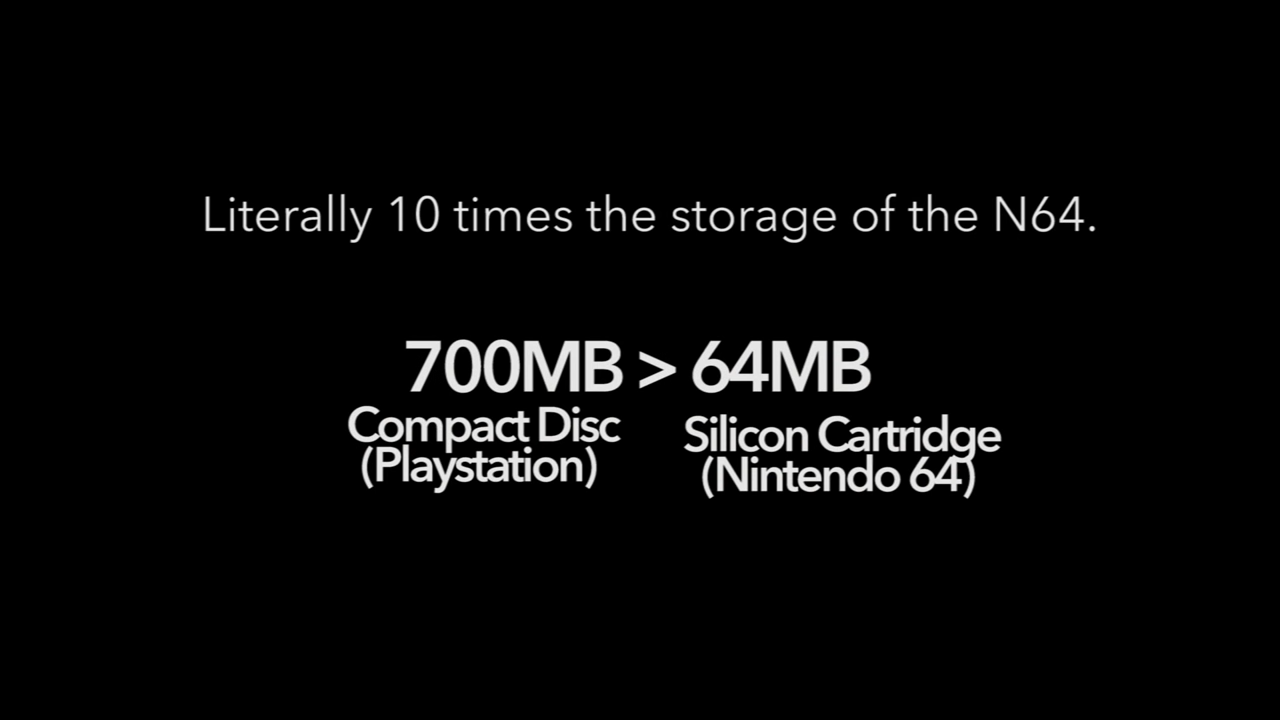 Literally 10 times the storage of the N64.
700MB > 64MB
Compact Disc
(Playstation)
Silicon Cartridge
(Nintendo 64)